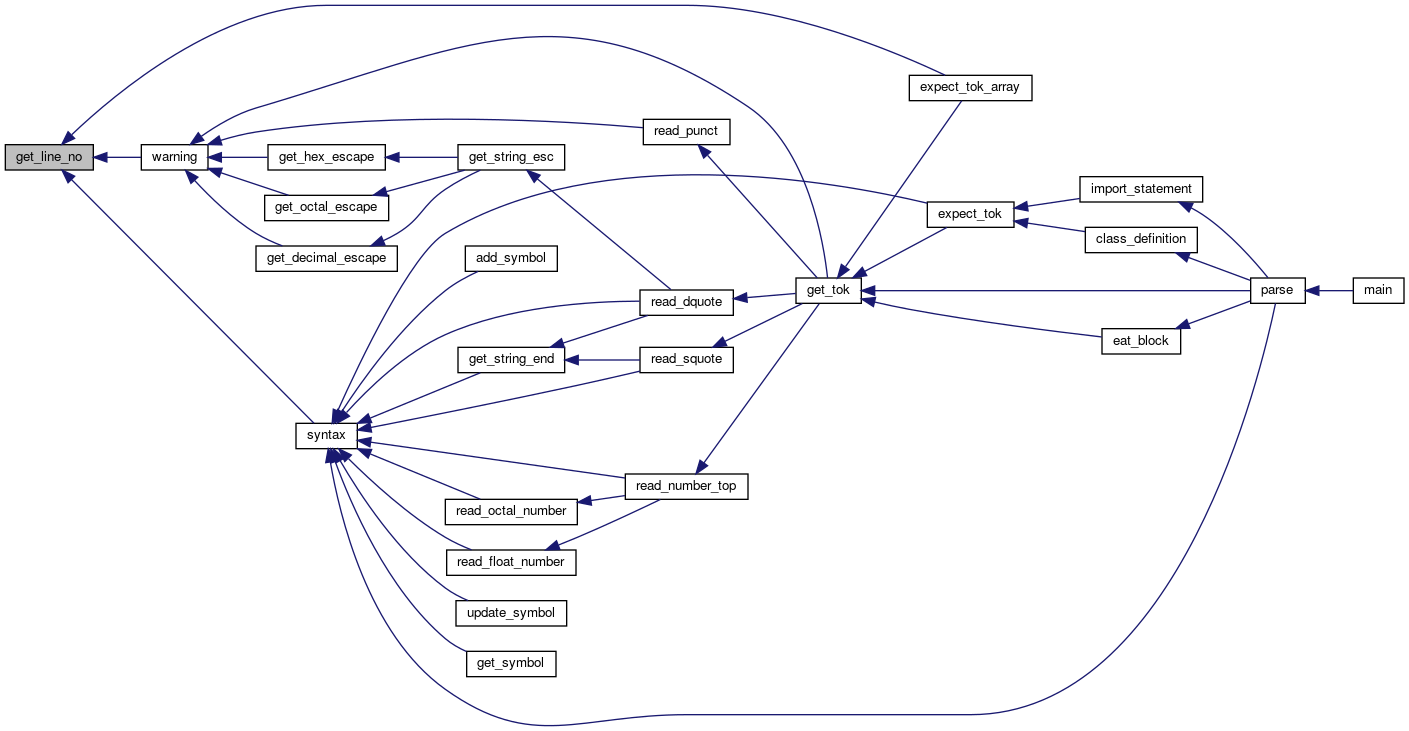 expect_tok_array
read_punct
get_line_no
warning
get_hex_escape
get_string_esc
import_statement
get_octal_escape
expect_tok
class_definition
get_decimal_escape
add_symbol
get_tok
parse
main
read_dquote
eat_block
get_string_end
read_squote
syntax
read_number_top
read_octal_number
read_float_number
update_symbol
get_symbol